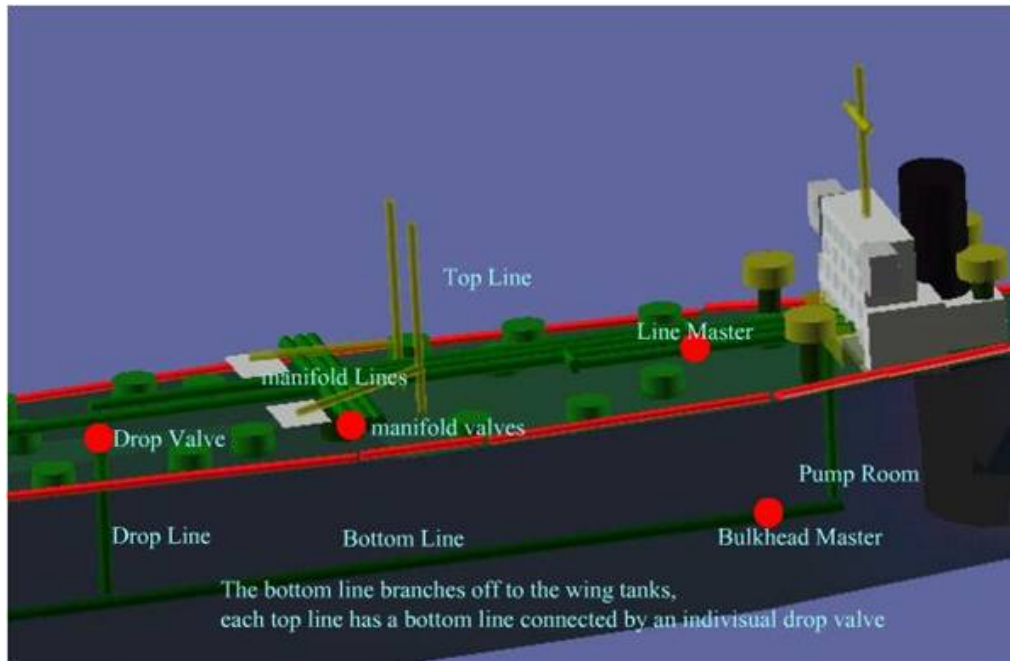 Top Line
Line Master
manifold Lines
manifold valves
Drop Valve
Pump Room
Drop Line
Bottom Line
Bulkhead Master
The bottom line branches off to the wing tanks,
each top line has a bottom line connected by an indivisual drop valve